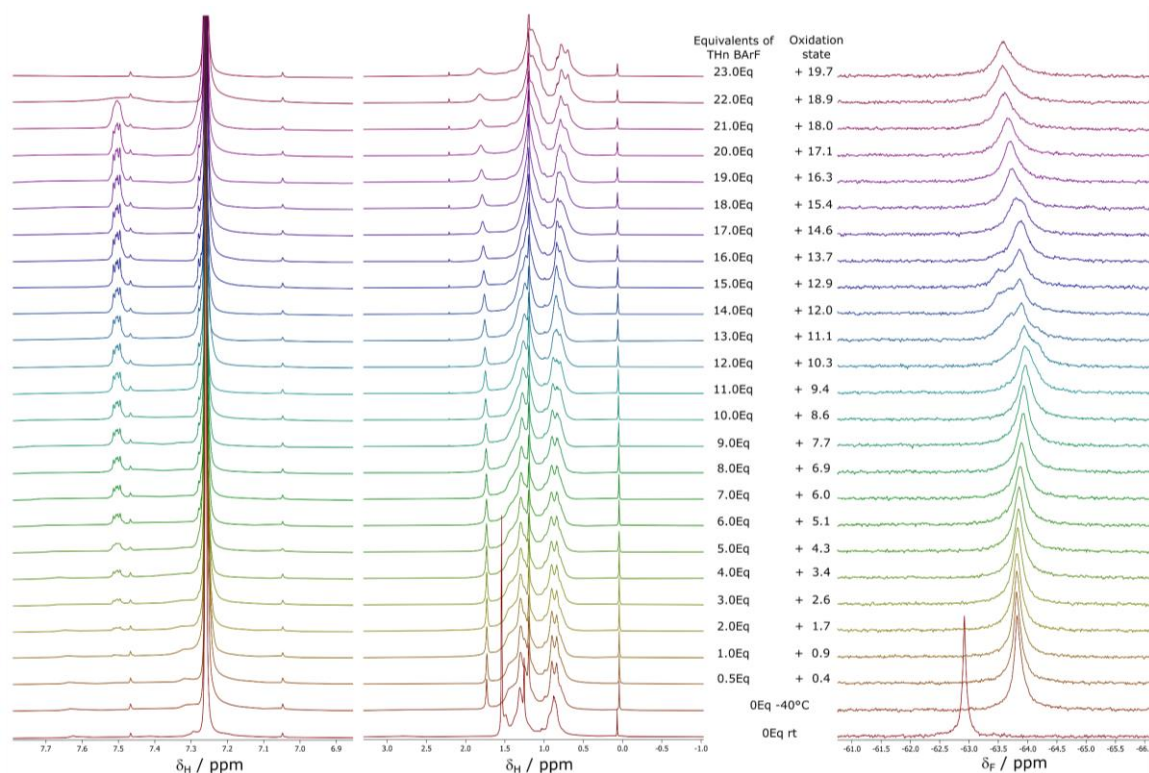 Equivalents of THn BArF
Oxidation state
23.0Eq + 19.7
22.0Eq + 18.9
21.0Eq + 18.0
20.0Eq + 17.1
19.0Eq + 16.3
18.0Eq + 15.4
17.0Eq + 14.6
16.0Eq + 13.7
15.0Eq + 12.9
14.0Eq + 12.0
13.0Eq + 11.1
12.0Eq + 10.3
11.0Eq + 9.4
10.0Eq + 8.6
9.0Eq + 7.7
8.0Eq + 6.9
7.0Eq + 6.0
6.0Eq + 5.1
5.0Eq + 4.3
4.0Eq + 3.4
3.0Eq + 2.6
2.0Eq + 1.7
1.0Eq + 0.9
0.5Eq + 0.4
0Eq -40°C
0Eq rt
7.7 7.6 7.5 7.4 7.3 7.2 7.1 7.0 6.9
δH / ppm
3.0 2.5 2.0 1.5 1.0 0.5 0.0 -0.5 -1.0
δH / ppm
-61.0 -61.5 -62.0 -62.5 -63.0 -63.5 -64.0 -64.5 -65.0 -65.5 -66.0
δF / ppm